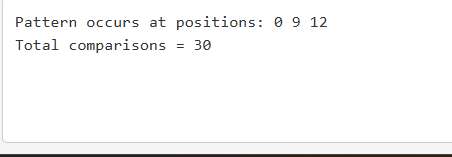 Pattern occurs at positions: 0 9 12
Total comparisons = 30